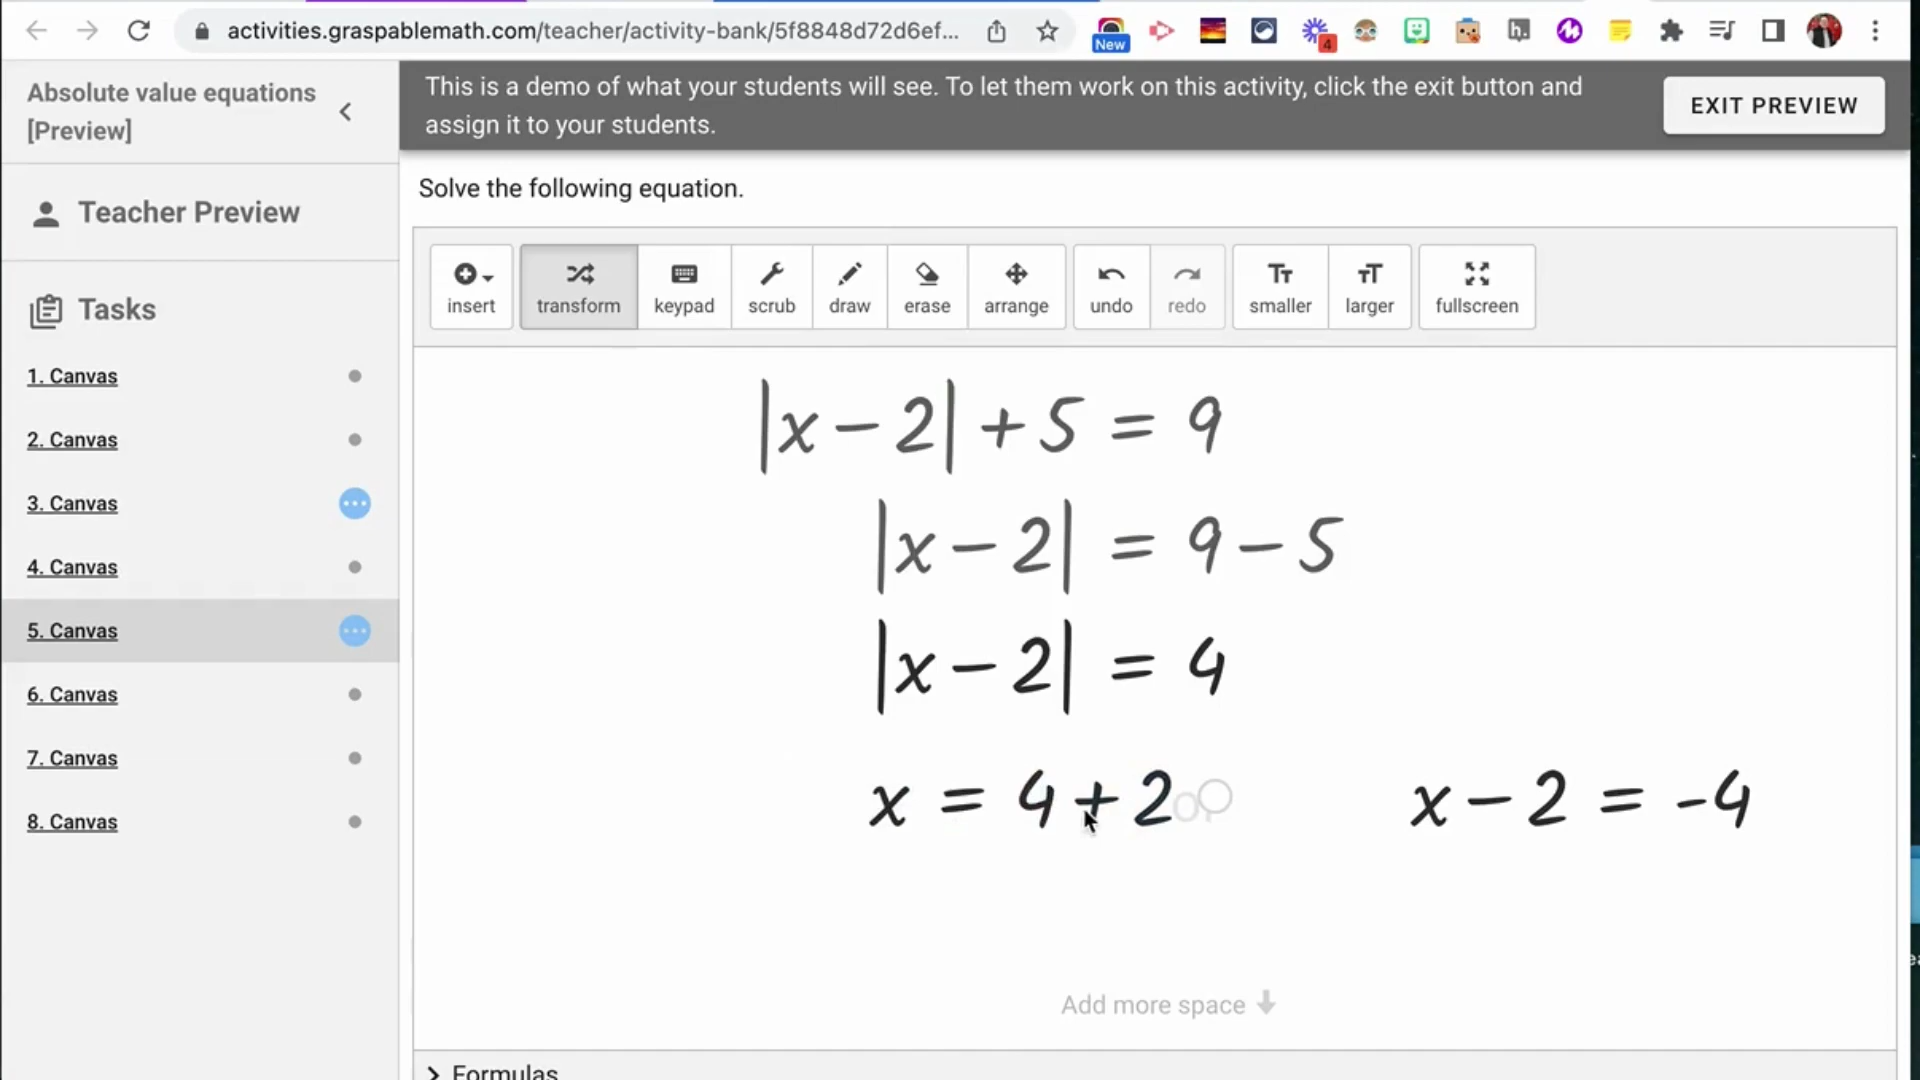 activities.graspablemath.com/teacher/activity-bank/5f8848d72d6ef...
New
4
h.
Absolute value equations
[Preview]
This is a demo of what your students will see. To let them work on this activity, click the exit button and
assign it to your students.
EXIT PREVIEW
Teacher Preview
Solve the following equation.
insert
transform
keypad
scrub
draw
erase
arrange
undo
redo
smaller
larger
fullscreen
Tasks
1. Canvas
2. Canvas
3. Canvas
4. Canvas
5. Canvas
6. Canvas
7. Canvas
8. Canvas
|x − 2| + 5 = 9
|x − 2| = 9 − 5
|x − 2| = 4
x = 4 + 2
x − 2 = -4
Add more space
Formulas